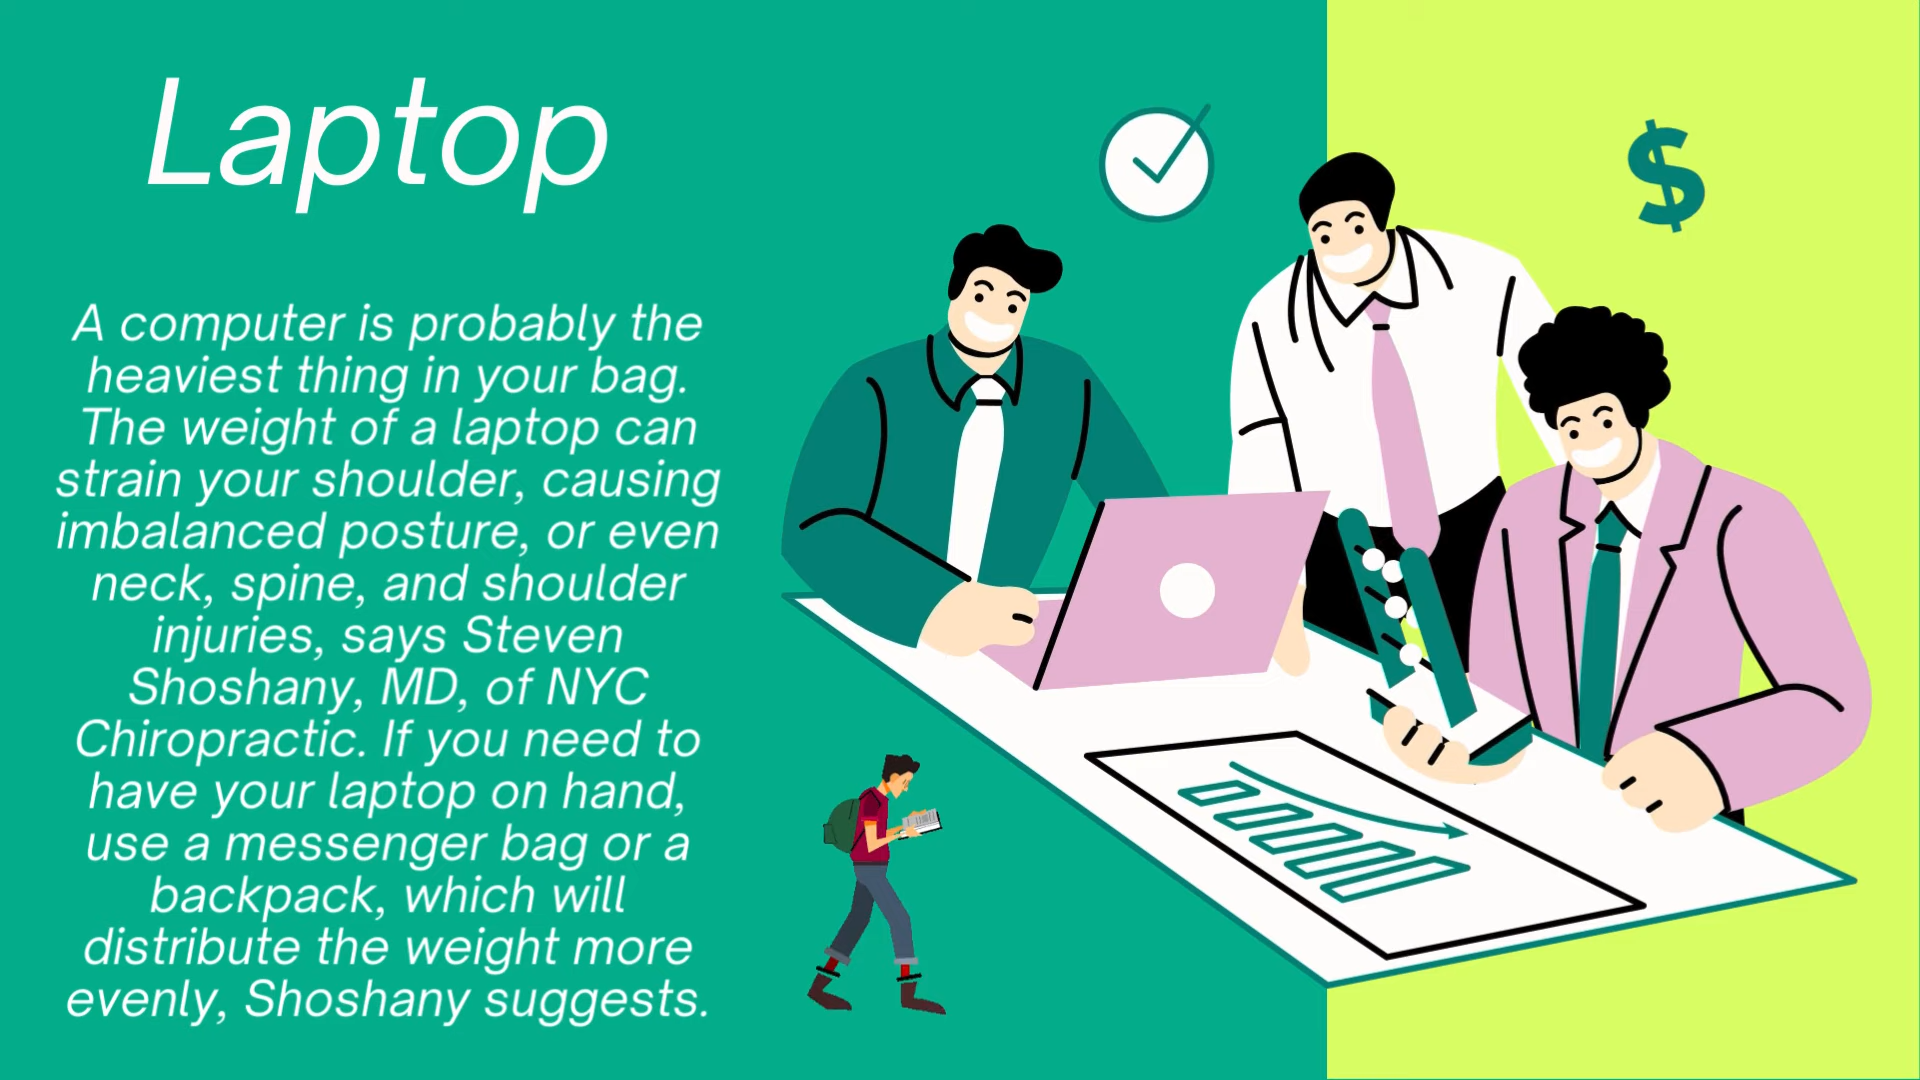 Laptop
A computer is probably the
heaviest thing in your bag.
The weight of a laptop can
strain your shoulder, causing
imbalanced posture, or even
neck, spine, and shoulder
injuries, says Steven
Shoshany, MD, of NYC
Chiropractic. If you need to
have your laptop on hand,
use a messenger bag or a
backpack, which will
distribute the weight more
evenly, Shoshany suggests.
$